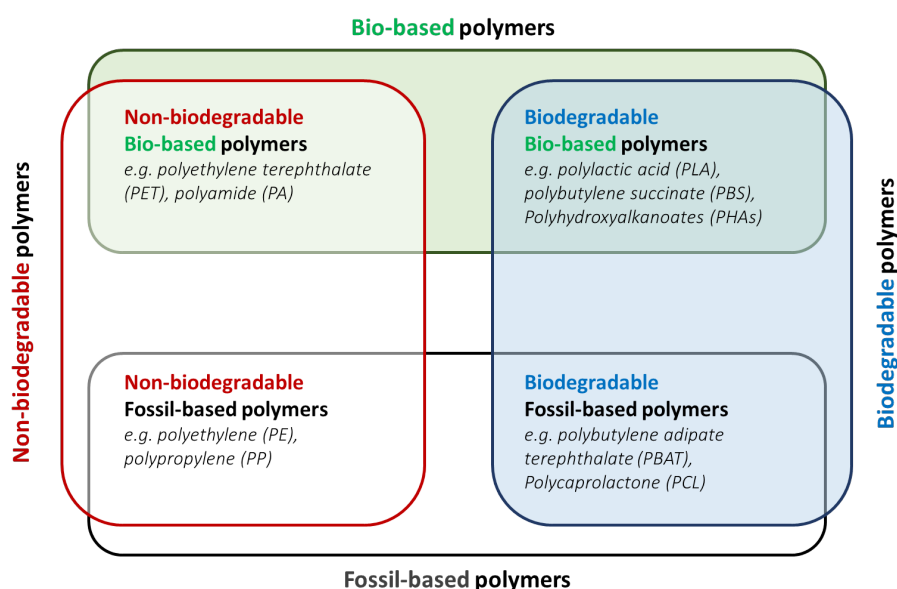 Bio-based polymers
Non-biodegradable
Bio-based polymers
e.g. polyethylene terephthalate
(PET), polyamide (PA)
Biodegradable
Bio-based polymers
e.g. polylactic acid (PLA),
polybutylene succinate (PBS),
Polyhydroxyalkanoates (PHAs)
Non-biodegradable polymers
Biodegradable polymers
Non-biodegradable
Fossil-based polymers
e.g. polyethylene (PE),
polypropylene (PP)
Biodegradable
Fossil-based polymers
e.g. polybutylene adipate
terephthalate (PBAT),
Polycaprolactone (PCL)
Fossil-based polymers